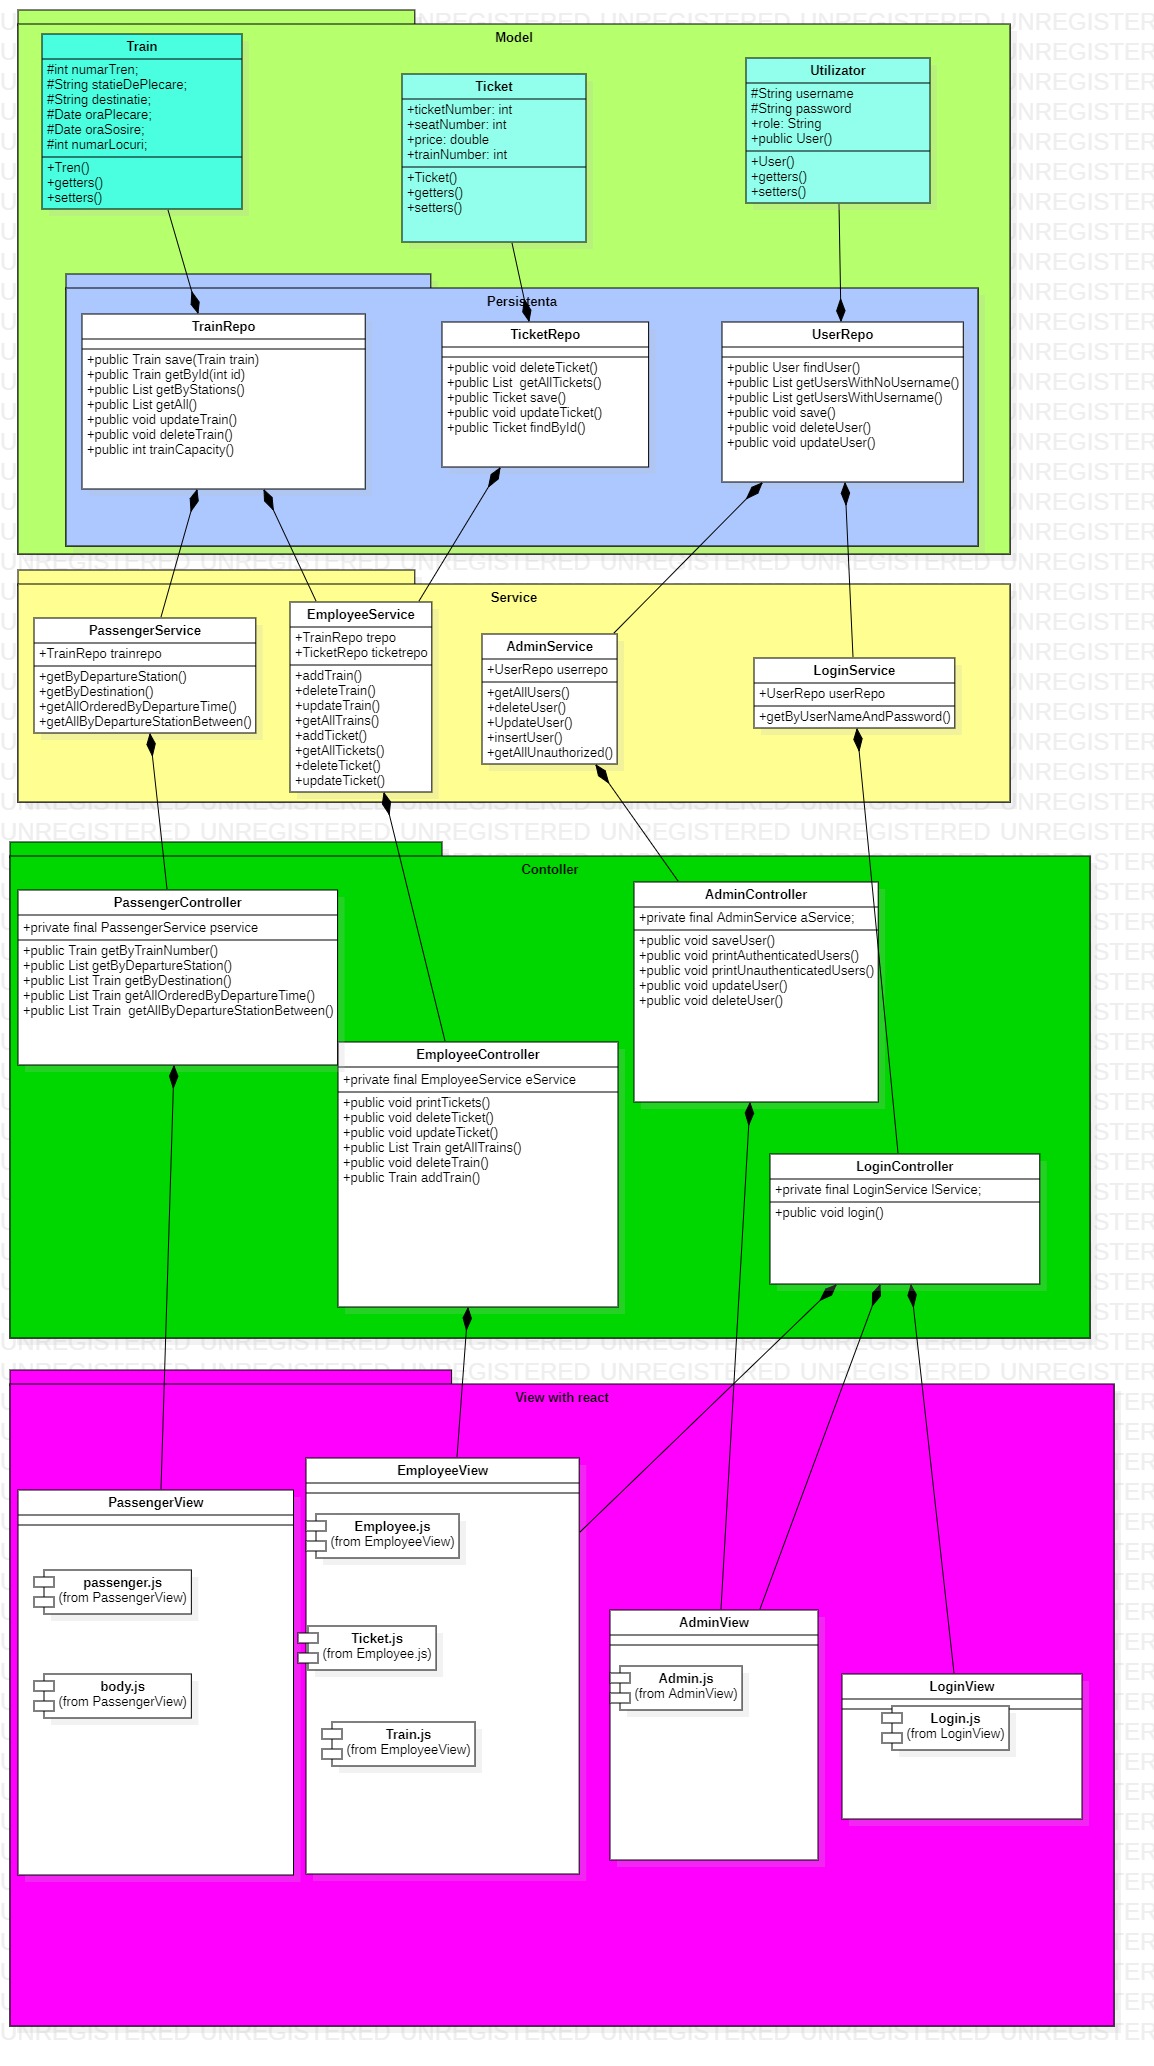 Model
Train
#int numarTren;
#String statieDePlecare;
#String destinatie;
#Date oraPlecare;
#Date oraSosire;
#int numarLocuri;
+Tren()
+getters()
+setters()
Ticket
+ticketNumber: int
+seatNumber: int
+price: double
+trainNumber: int
+Ticket()
+getters()
+setters()
Utilizator
#String username
#String password
+role: String
+public User()
+User()
+getters()
+setters()
Persistenta
TrainRepo
+public Train save(Train train)
+public Train getById(int id)
+public List getByStations()
+public List getAll()
+public void updateTrain()
+public void deleteTrain()
+public int trainCapacity()
TicketRepo
+public void deleteTicket()
+public List  getAllTickets()
+public Ticket save()
+public void updateTicket()
+public Ticket findById()
UserRepo
+public User findUser()
+public List getUsersWithNoUsername()
+public List getUsersWithUsername()
+public void save()
+public void deleteUser()
+public void updateUser()
Service
PassengerService
+TrainRepo trainrepo
+getByDepartureStation()
+getByDestination()
+getAllOrderedByDepartureTime()
+getAllByDepartureStationBetween()
EmployeeService
+TrainRepo trepo
+TicketRepo ticketrepo
+addTrain()
+deleteTrain()
+updateTrain()
+getAllTrains()
+addTicket()
+getAllTickets()
+deleteTicket()
+updateTicket()
AdminService
+UserRepo userrepo
+getAllUsers()
+deleteUser()
+UpdateUser()
+insertUser()
+getAllUnauthorized()
LoginService
+UserRepo userRepo
+getByUserNameAndPassword()
UNREGISTERED UNREGISTERED UNREGISTERED UNREGISTERED UNREGISTERED
Contoller
PassengerController
+private final PassengerService pservice
+public Train getByTrainNumber()
+public List getByDepartureStation()
+public List Train getByDestination()
+public List Train getAllOrderedByDepartureTime()
+public List Train  getAllByDepartureStationBetween()
EmployeeController
+private final EmployeeService eService
+public void printTickets()
+public void deleteTicket()
+public void updateTicket()
+public List Train getAllTrains()
+public void deleteTrain()
+public Train addTrain()
AdminController
+private final AdminService aService;
+public void saveUser()
+public void printAuthenticatedUsers()
+public void printUnauthenticatedUsers()
+public void updateUser()
+public void deleteUser()
LoginController
+private final LoginService lService;
+public void login()
View with react
PassengerView
passenger.js
(from PassengerView)
body.js
(from PassengerView)
EmployeeView
Employee.js
(from EmployeeView)
Ticket.js
(from Employee.js)
Train.js
(from EmployeeView)
AdminView
Admin.js
(from AdminView)
LoginView
Login.js
(from LoginView)